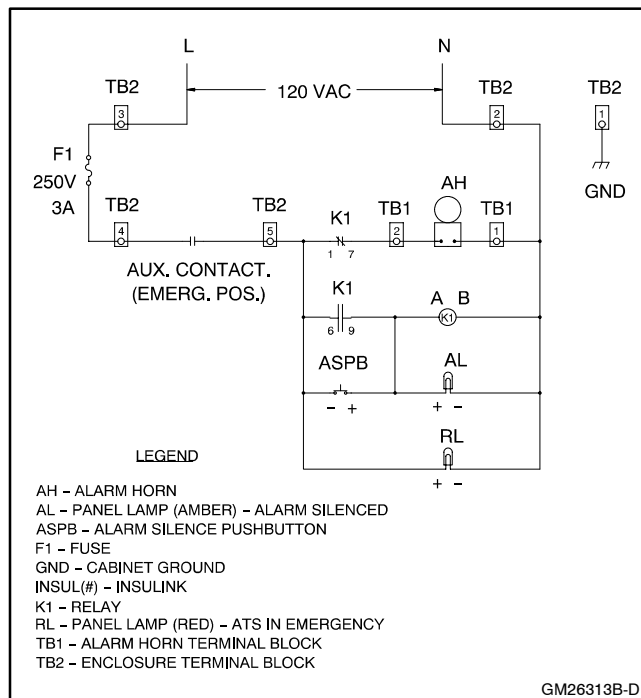 L N
TB2 120 VAC TB2 TB2
3 2 1
F1
250V
3A
GND
AH
TB2 TB2 K1 TB1 TB1
4 5 2 1
1 7
AUX. CONTACT.
(EMERG. POS.)
K1 A B
K1
6 9
ASPB AL
- + + -
RL
+ -
LEGEND
AH – ALARM HORN
AL – PANEL LAMP (AMBER) – ALARM SILENCED
ASPB – ALARM SILENCE PUSHBUTTON
F1 – FUSE
GND – CABINET GROUND
INSUL(#) – INSULINK
K1 – RELAY
RL – PANEL LAMP (RED) – ATS IN EMERGENCY
TB1 – ALARM HORN TERMINAL BLOCK
TB2 – ENCLOSURE TERMINAL BLOCK
GM26313B-D